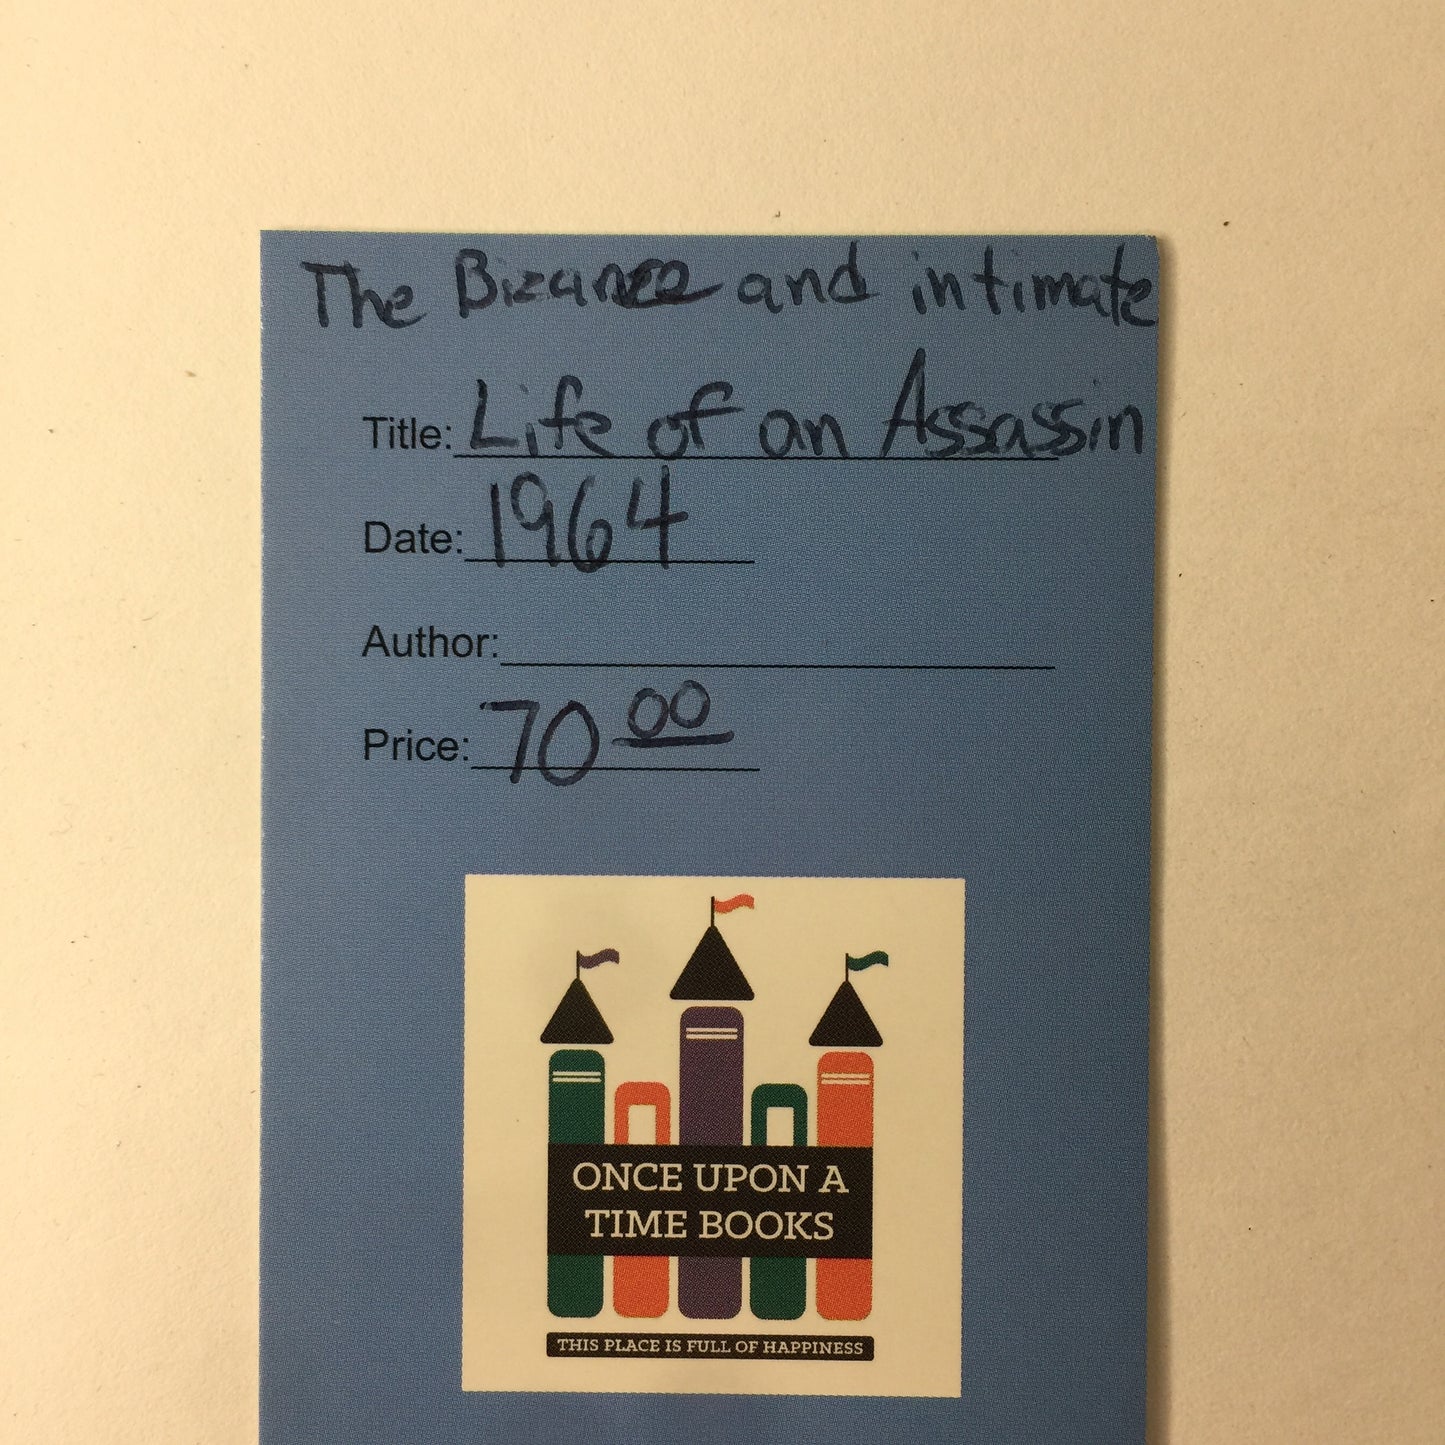 The Bizarre and intimate
Title: Life of an Assassin
Date: 1964
Author:
Price: 70 00
ONCE UPON A
TIME BOOKS
THIS PLACE IS FULL OF HAPPINESS